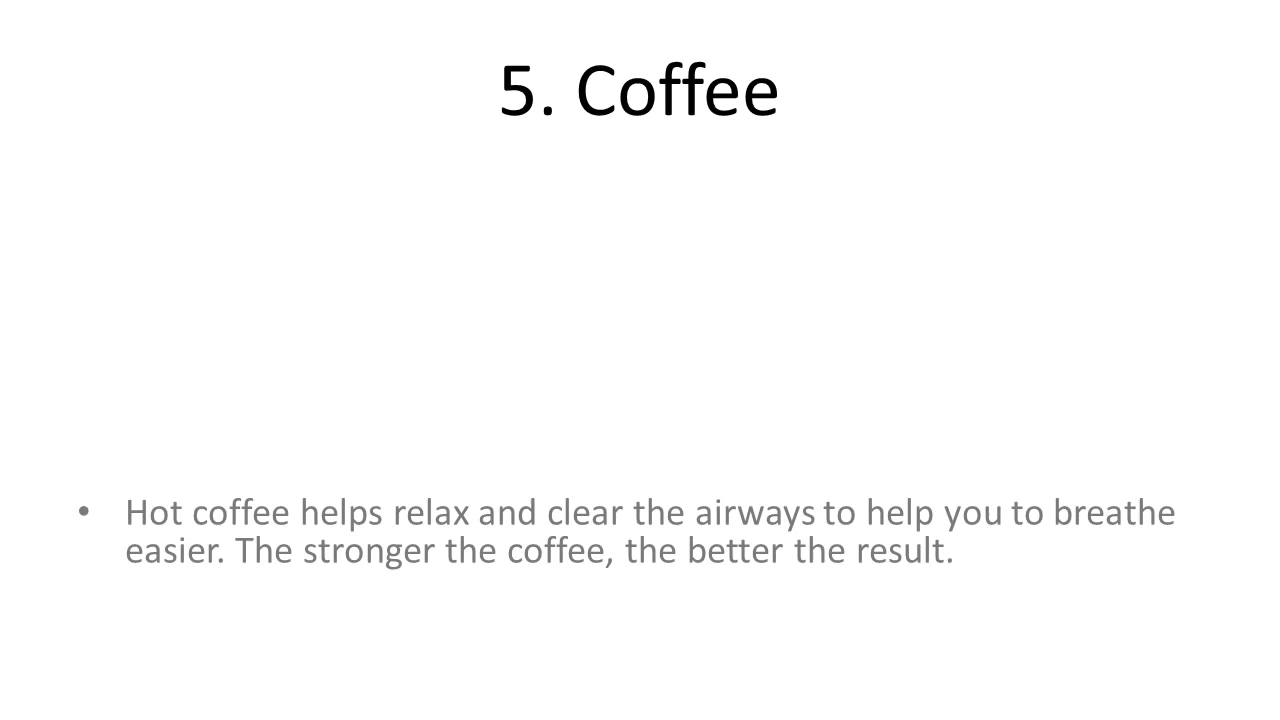 5. Coffee
• Hot coffee helps relax and clear the airways to help you to breathe
easier. The stronger the coffee, the better the result.